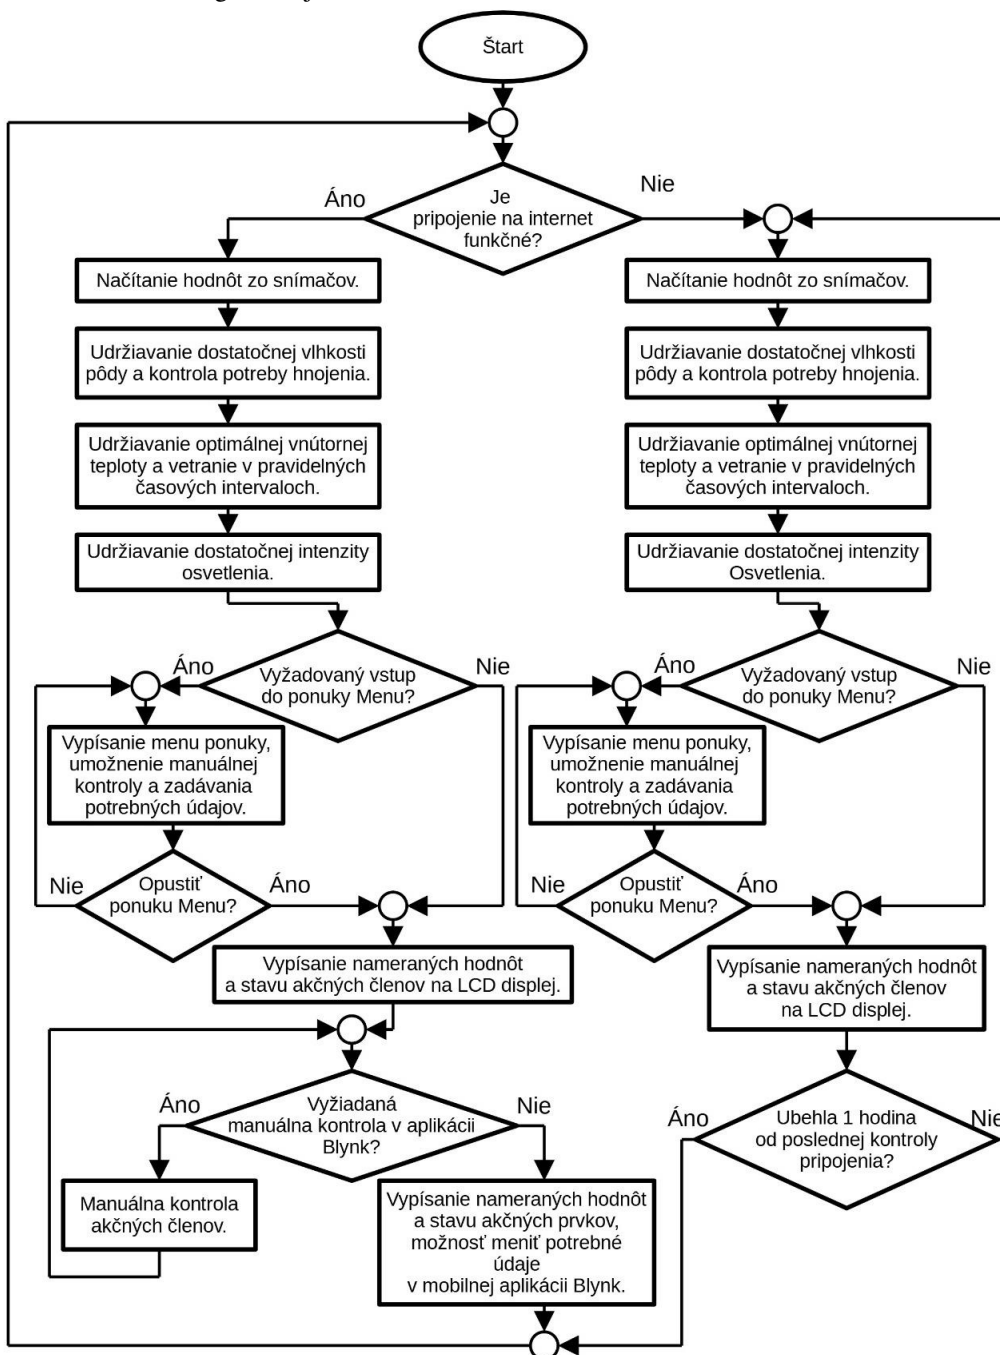 Štart
Je
pripojenie na internet
funkčné?
Áno
Nie
Načítanie hodnôt zo snímačov.
Udržiavanie dostatočnej vlhkosti
pôdy a kontrola potreby hnojenia.
Udržiavanie optimálnej vnútornej
teploty a vetranie v pravidelných
časových intervaloch.
Udržiavanie dostatočnej intenzity
osvetlenia.
Vyžadovaný vstup
do ponuky Menu?
Áno
Nie
Vypísanie menu ponuky,
umožnenie manuálnej
kontroly a zadávania
potrebných údajov.
Opustiť
ponuku Menu?
Nie
Áno
Vypísanie nameraných hodnôt
a stavu akčných členov na LCD displej.
Vyžiadaná
manuálna kontrola v aplikácii
Blynk?
Áno
Nie
Manuálna kontrola
akčných členov.
Vypísanie nameraných hodnôt
a stavu akčných prvkov,
možnosť meniť potrebné
údaje
v mobilnej aplikácii Blynk.
Načítanie hodnôt zo snímačov.
Udržiavanie dostatočnej vlhkosti
pôdy a kontrola potreby hnojenia.
Udržiavanie optimálnej vnútornej
teploty a vetranie v pravidelných
časových intervaloch.
Udržiavanie dostatočnej intenzity
Osvetlenia.
Vyžadovaný vstup
do ponuky Menu?
Áno
Nie
Vypísanie menu ponuky,
umožnenie manuálnej
kontroly a zadávania
potrebných údajov.
Opustiť
ponuku Menu?
Nie
Áno
Vypísanie nameraných hodnôt
a stavu akčných členov
na LCD displej.
Ubehla 1 hodina
od poslednej kontroly
pripojenia?
Áno
Nie